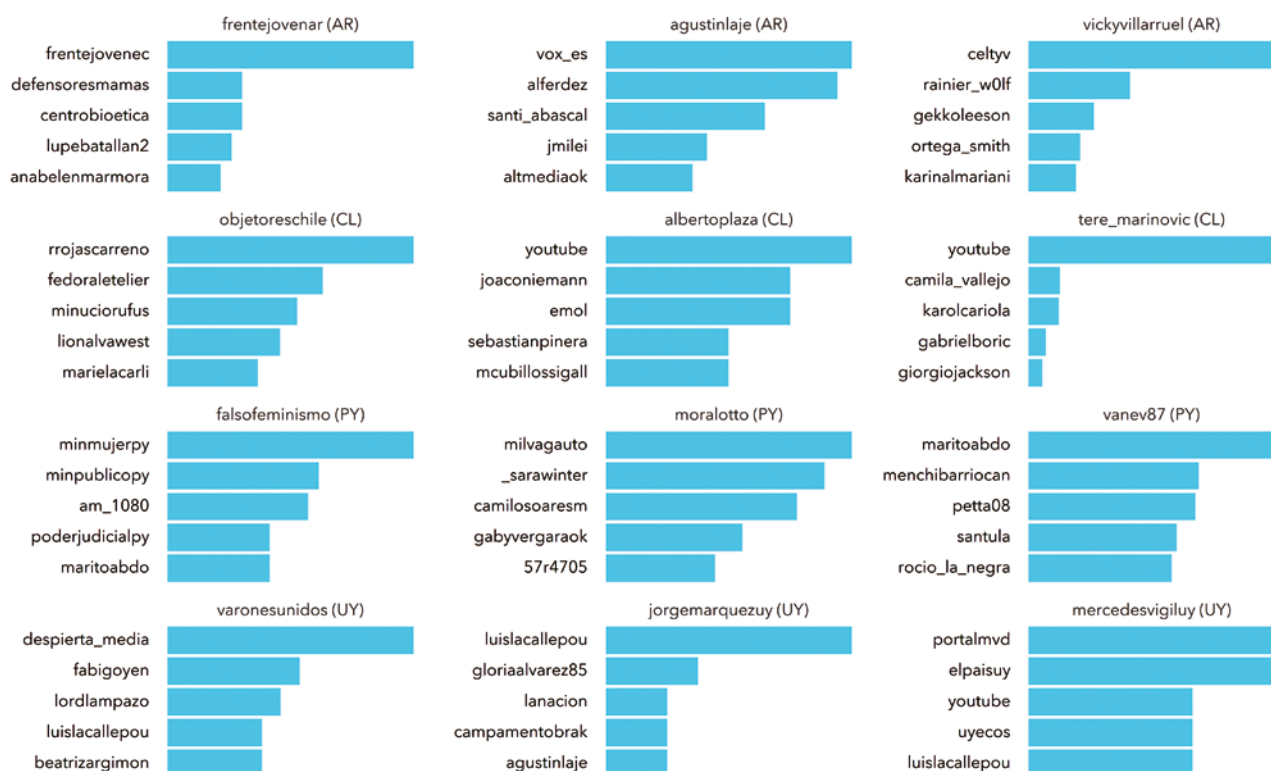 frentejovenar (AR)
frentejovenec
defensoresmamas
centrobioetica
lupebatallan2
anabelenmarmora
agustinlaje (AR)
vox_es
alferdez
santi_abascal
jmilei
altmediaok
vickyvillarruel (AR)
celtyv
rainier_w0lf
gekkoleeson
ortega_smith
karinalmariani
objetoreschile (CL)
rrojascarreno
fedoraletelier
minuciorufus
lionalvawest
marielacarli
albertoplaza (CL)
youtube
joaconiemann
emol
sebastianpinera
mcubillossigall
tere_marinovic (CL)
youtube
camila_vallejo
karolcariola
gabrielboric
giorgiojackson
falsofeminismo (PY)
minmujerpy
minpublicopy
am_1080
poderjudicialpy
maritoabdo
moralotto (PY)
milvagauto
_sarawinter
camilosoaresm
gabyvergaraok
57r4705
vanev87 (PY)
maritoabdo
menchibarriocan
petta08
santula
rocio_la_negra
varonesunidos (UY)
despierta_media
fabigoyen
lordlampazo
luislacallepou
beatrizargimon
jorgemarquezuy (UY)
luislacallepou
gloriaalvarez85
lanacion
campamentobrak
agustinlaje
mercedesvigiluy (UY)
portalmvd
elpaisuy
youtube
uyecos
luislacallepou